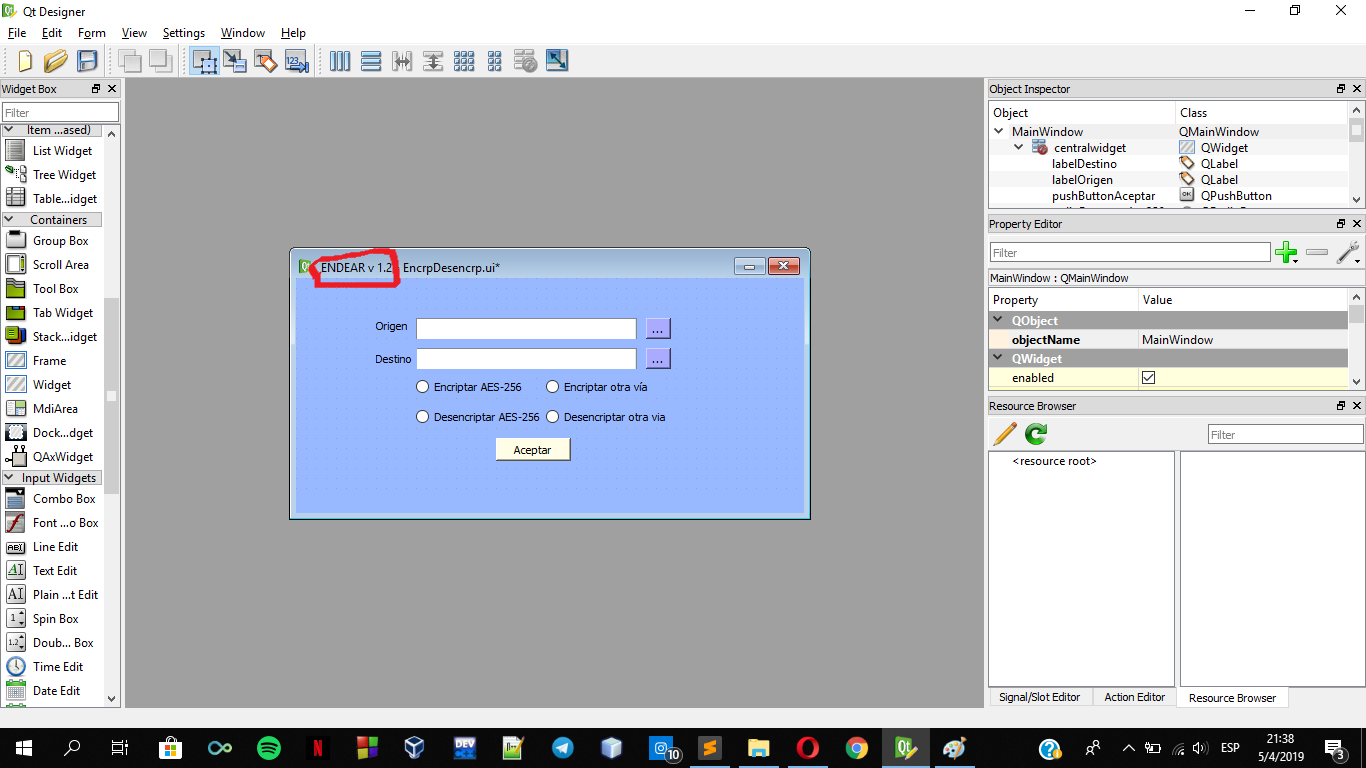 Qt Designer
File Edit Form View Settings Window Help
Widget Box
Filter
Item ...ased)
List Widget
Tree Widget
Table...idget
Containers
Group Box
Scroll Area
Tool Box
Tab Widget
Stack...idget
Frame
Widget
MdiArea
Dock...dget
QAxWidget
Input Widgets
Combo Box
Font ...o Box
Line Edit
Text Edit
Plain ...t Edit
Spin Box
Doub... Box
Time Edit
Date Edit
ENDEAR v 1.2 EncrpDesencrp.ui*
Origen ...
Destino ...
Encriptar AES-256 Encriptar otra vía
Desencriptar AES-256 Desencriptar otra via
Aceptar
Object Inspector
Object Class
MainWindow QMainWindow
centralwidget QWidget
labelDestino QLabel
labelOrigen QLabel
pushButtonAceptar QPushButton
Property Editor
Filter
MainWindow : QMainWindow
Property Value
QObject
objectName MainWindow
QWidget
enabled
Resource Browser
Filter
<resource root>
Signal/Slot Editor Action Editor Resource Browser
DEV
10
Qt
ESP
21:38
5/4/2019
3